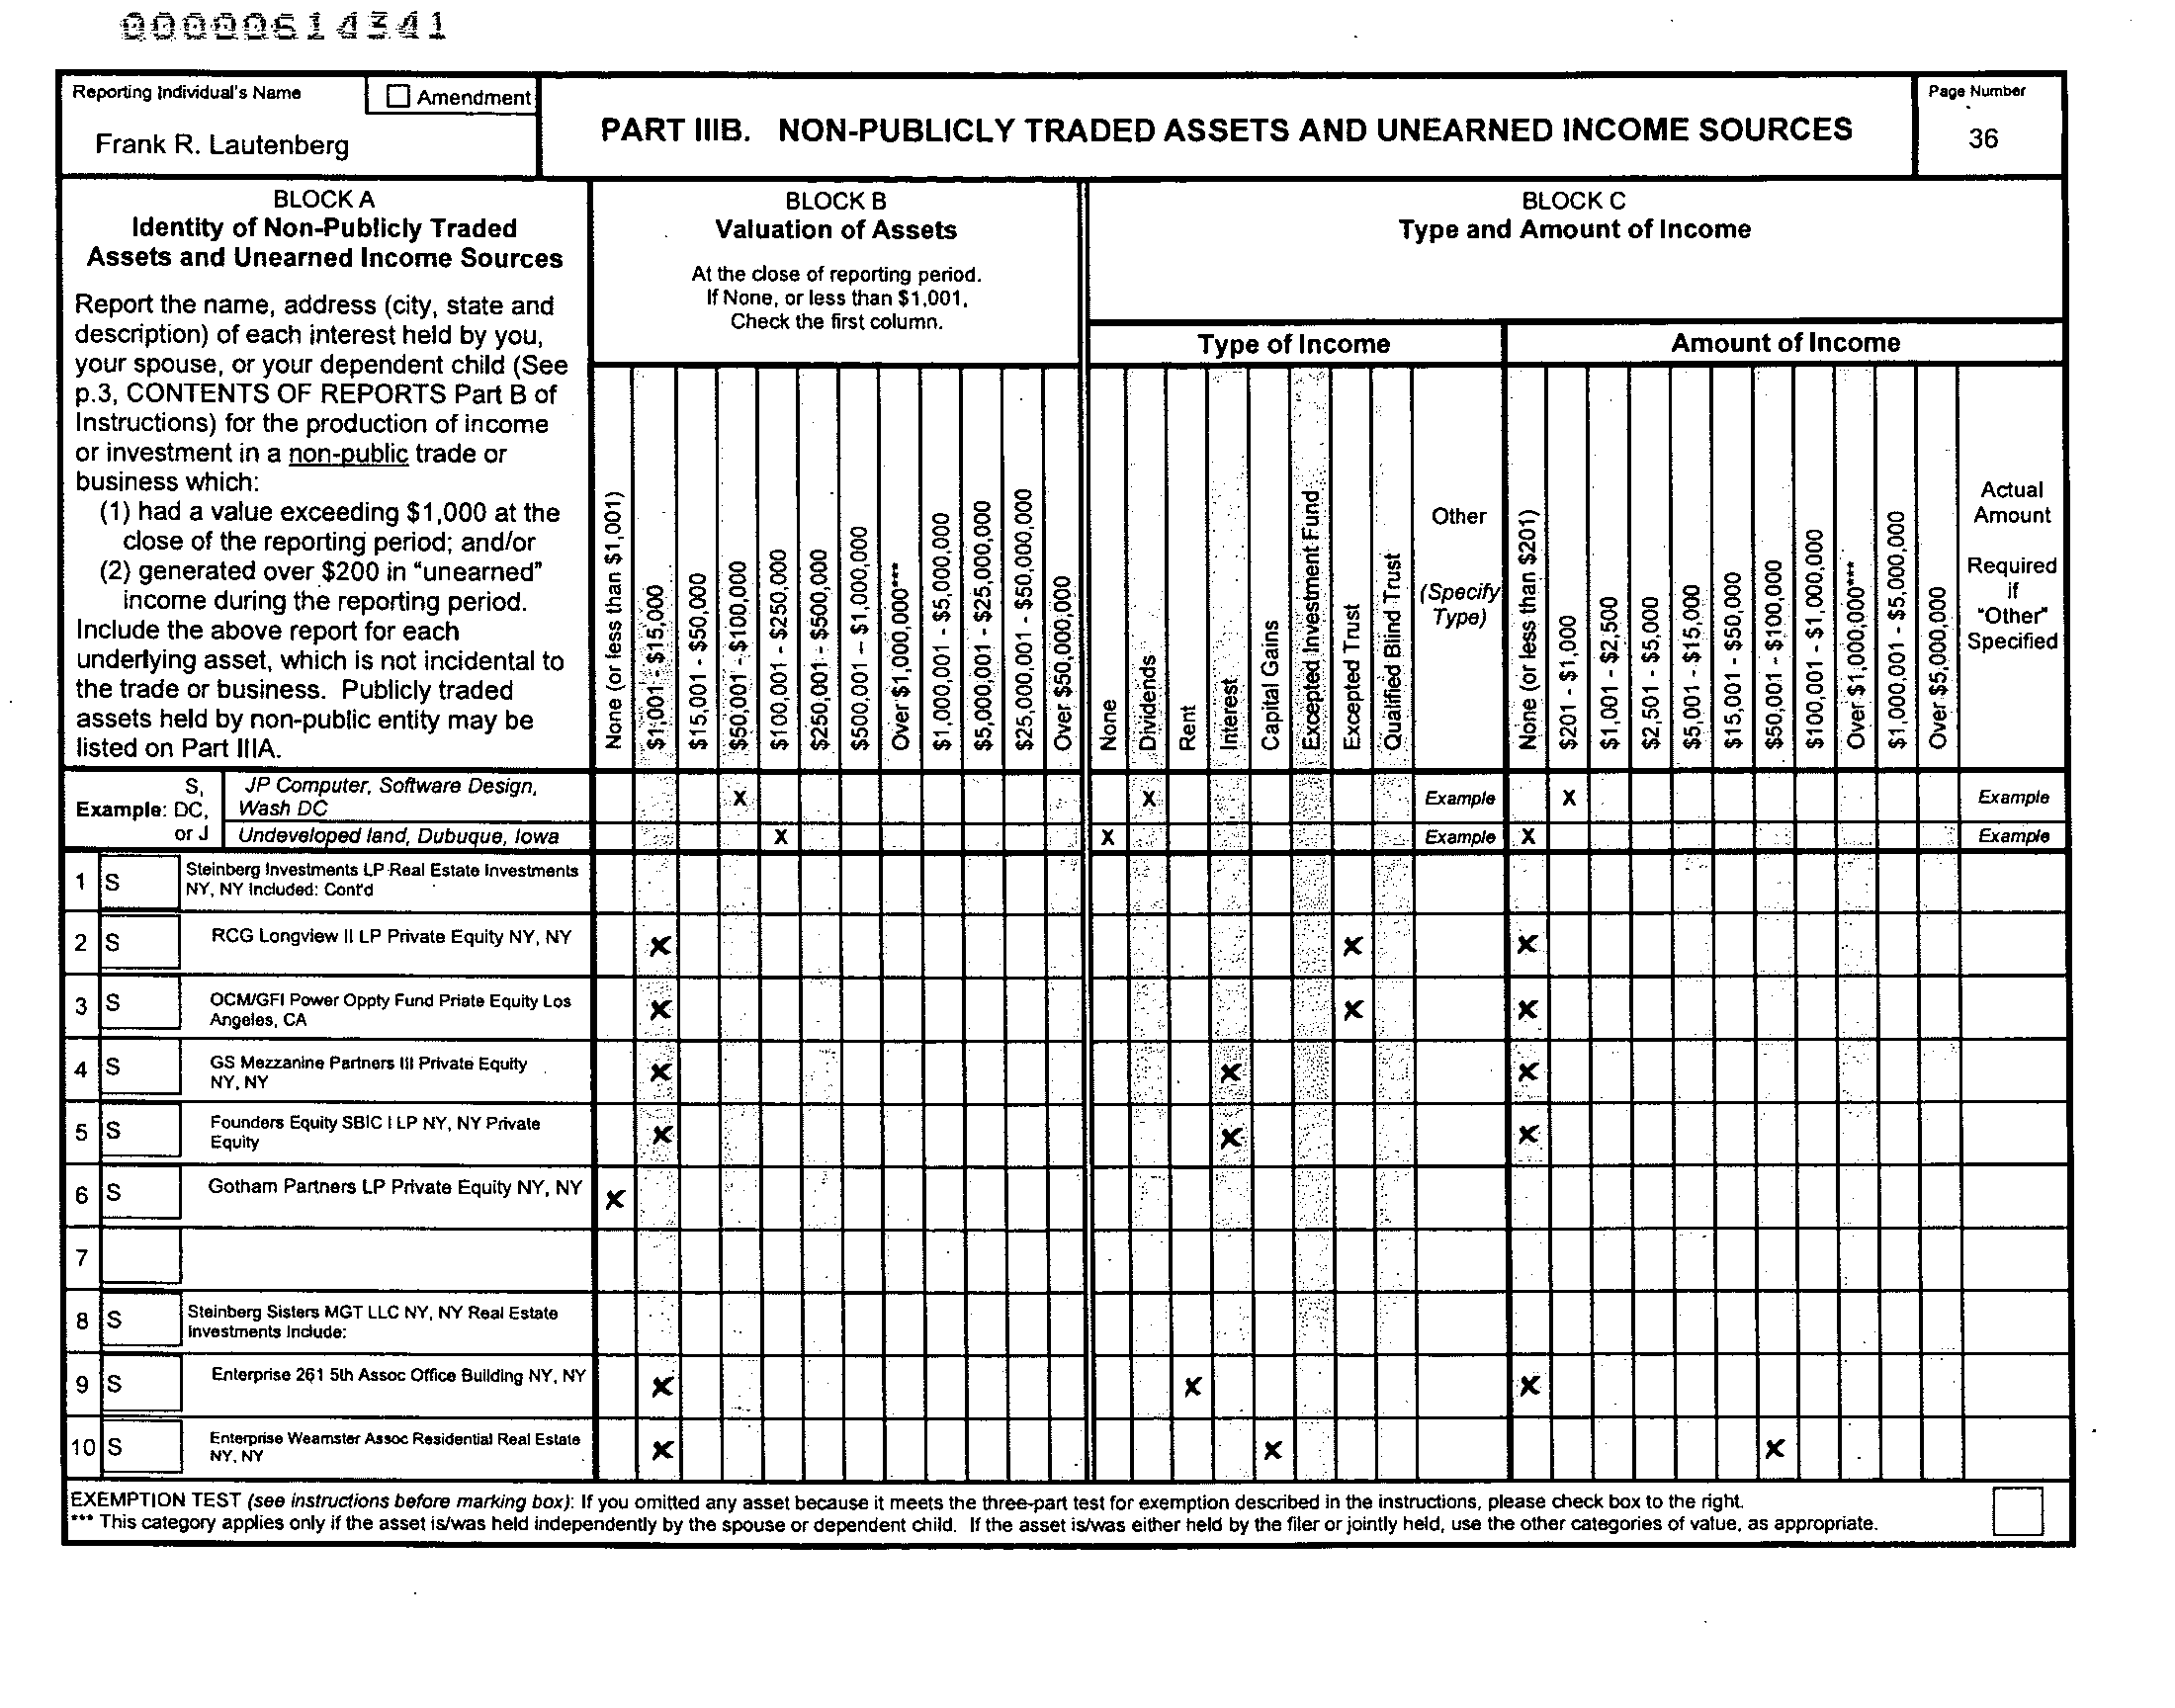 00000614341
Reporting Individual's Name
☐ Amendment
Frank R. Lautenberg
PART IIIB. NON-PUBLICLY TRADED ASSETS AND UNEARNED INCOME SOURCES
Page Number
36
BLOCK A
Identity of Non-Publicly Traded
Assets and Unearned Income Sources
Report the name, address (city, state and
description) of each interest held by you,
your spouse, or your dependent child (See
p.3, CONTENTS OF REPORTS Part B of
Instructions) for the production of income
or investment in a non-public trade or
business which:
(1) had a value exceeding $1,000 at the
close of the reporting period; and/or
(2) generated over $200 in "unearned"
income during the reporting period.
Include the above report for each
underlying asset, which is not incidental to
the trade or business. Publicly traded
assets held by non-public entity may be
listed on Part IIIA.
BLOCK B
Valuation of Assets
At the close of reporting period.
If None, or less than $1,001,
Check the first column.
None (or less than $1,001)
$1,001 - $15,000
$15,001 - $50,000
$50,001 - $100,000
$100,001 - $250,000
$250,001 - $500,000
$500,001 – $1,000,000
Over $1,000,000***
$1,000,001 - $5,000,000
$5,000,001 - $25,000,000
$25,000,001 - $50,000,000
Over $50,000,000
BLOCK C
Type and Amount of Income
Type of Income
None
Dividends
Rent
Interest
Capital Gains
Excepted Investment Fund
Excepted Trust
Qualified Blind Trust
Other
(Specify
Type)
Amount of Income
None (or less than $201)
$201 - $1,000
$1,001 - $2,500
$2,501 - $5,000
$5,001 - $15,000
$15,001 - $50,000
$50,001 - $100,000
$100,001 - $1,000,000
Over $1,000,000***
$1,000,001 - $5,000,000
Over $5,000,000
Actual
Amount
Required
if
"Other"
Specified
Example: S, DC, or J
JP Computer, Software Design,
Wash DC X X Example X Example
Undeveloped land, Dubuque, Iowa X X Example X Example
1 S Steinberg Investments LP Real Estate Investments
NY, NY Included: Cont'd
2 S RCG Longview II LP Private Equity NY, NY X X X
3 S OCM/GFI Power Oppty Fund Priate Equity Los
Angeles, CA X X X
4 S GS Mezzanine Partners III Private Equity
NY, NY X X X
5 S Founders Equity SBIC I LP NY, NY Private
Equity X X X
6 S Gotham Partners LP Private Equity NY, NY X
7
8 S Steinberg Sisters MGT LLC NY, NY Real Estate
Investments Include:
9 S Enterprise 261 5th Assoc Office Building NY, NY X X X
10 S Enterprise Weamster Assoc Residential Real Estate
NY, NY X X X
EXEMPTION TEST (see instructions before marking box): If you omitted any asset because it meets the three-part test for exemption described in the instructions, please check box to the right.
*** This category applies only if the asset is/was held independently by the spouse or dependent child. If the asset is/was either held by the filer or jointly held, use the other categories of value, as appropriate.